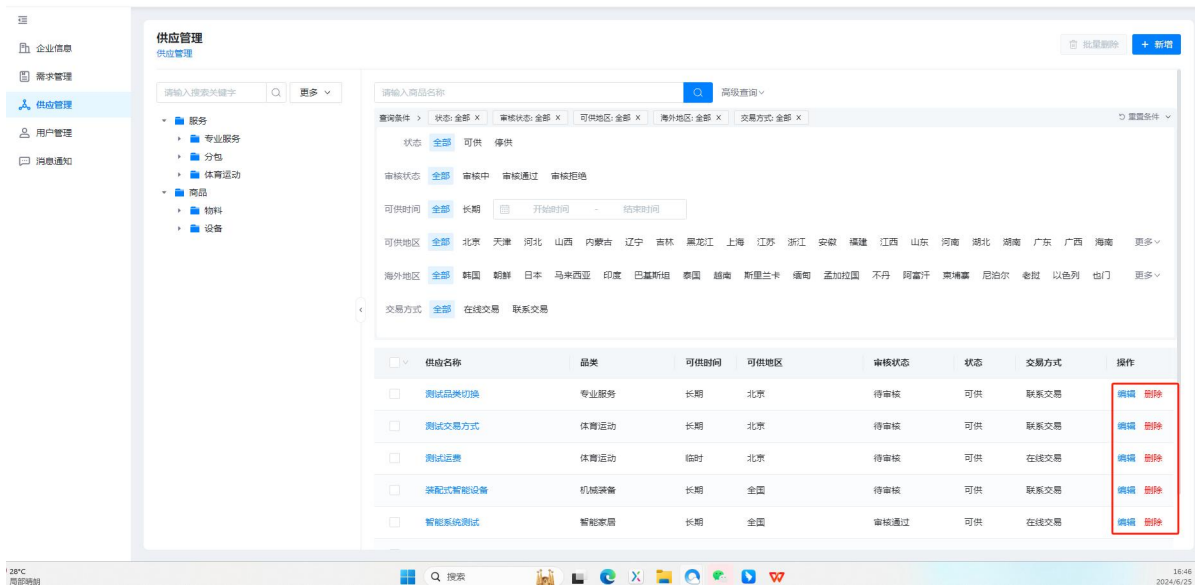 供应管理
供应管理
批量删除
+ 新增
企业信息
需求管理
供应管理
用户管理
消息通知
请输入搜索关键字
更多
服务
专业服务
分包
体育运动
商品
物料
设备
请输入商品名称
高级查询
查询条件 > 状态: 全部 X 审核状态: 全部 X 可供地区: 全部 X 海外地区: 全部 X 交易方式: 全部 X 重置条件
状态 全部 可供 停供
审核状态 全部 审核中 审核通过 审核拒绝
可供时间 全部 长期 开始时间 - 结束时间
可供地区 全部 北京 天津 河北 山西 内蒙古 辽宁 吉林 黑龙江 上海 江苏 浙江 安徽 福建 江西 山东 河南 湖北 湖南 广东 广西 海南 更多
海外地区 全部 韩国 朝鲜 日本 马来西亚 印度 巴基斯坦 泰国 越南 斯里兰卡 缅甸 孟加拉国 不丹 阿富汗 柬埔寨 尼泊尔 老挝 以色列 也门 更多
交易方式 全部 在线交易 联系交易
供应名称 品类 可供时间 可供地区 审核状态 状态 交易方式 操作
测试品类切换 专业服务 长期 北京 待审核 可供 联系交易 编辑 删除
测试交易方式 体育运动 长期 北京 待审核 可供 联系交易 编辑 删除
测试运费 体育运动 临时 北京 待审核 可供 在线交易 编辑 删除
装配式智能设备 机械装备 长期 全国 待审核 可供 联系交易 编辑 删除
智能系统测试 智能家居 长期 全国 审核通过 可供 在线交易 编辑 删除
28°C
局部晴朗
搜索
16:46
2024/6/25